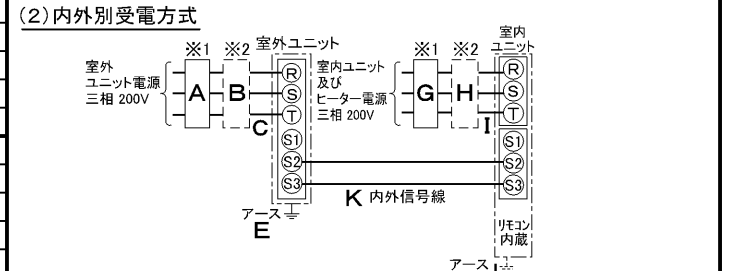 (2)内外別受電方式
※1 ※2 室外ユニット
室外
ユニット電源
三相 200V
A B
C
R
S
T
S1
S2
S3
アース
E
K 内外信号線
※1 ※2
室内
ユニット
室内ユニット
及び
ヒーター電源
三相 200V
G H
I
R
S
T
S1
S2
S3
リモコン
内蔵
アース